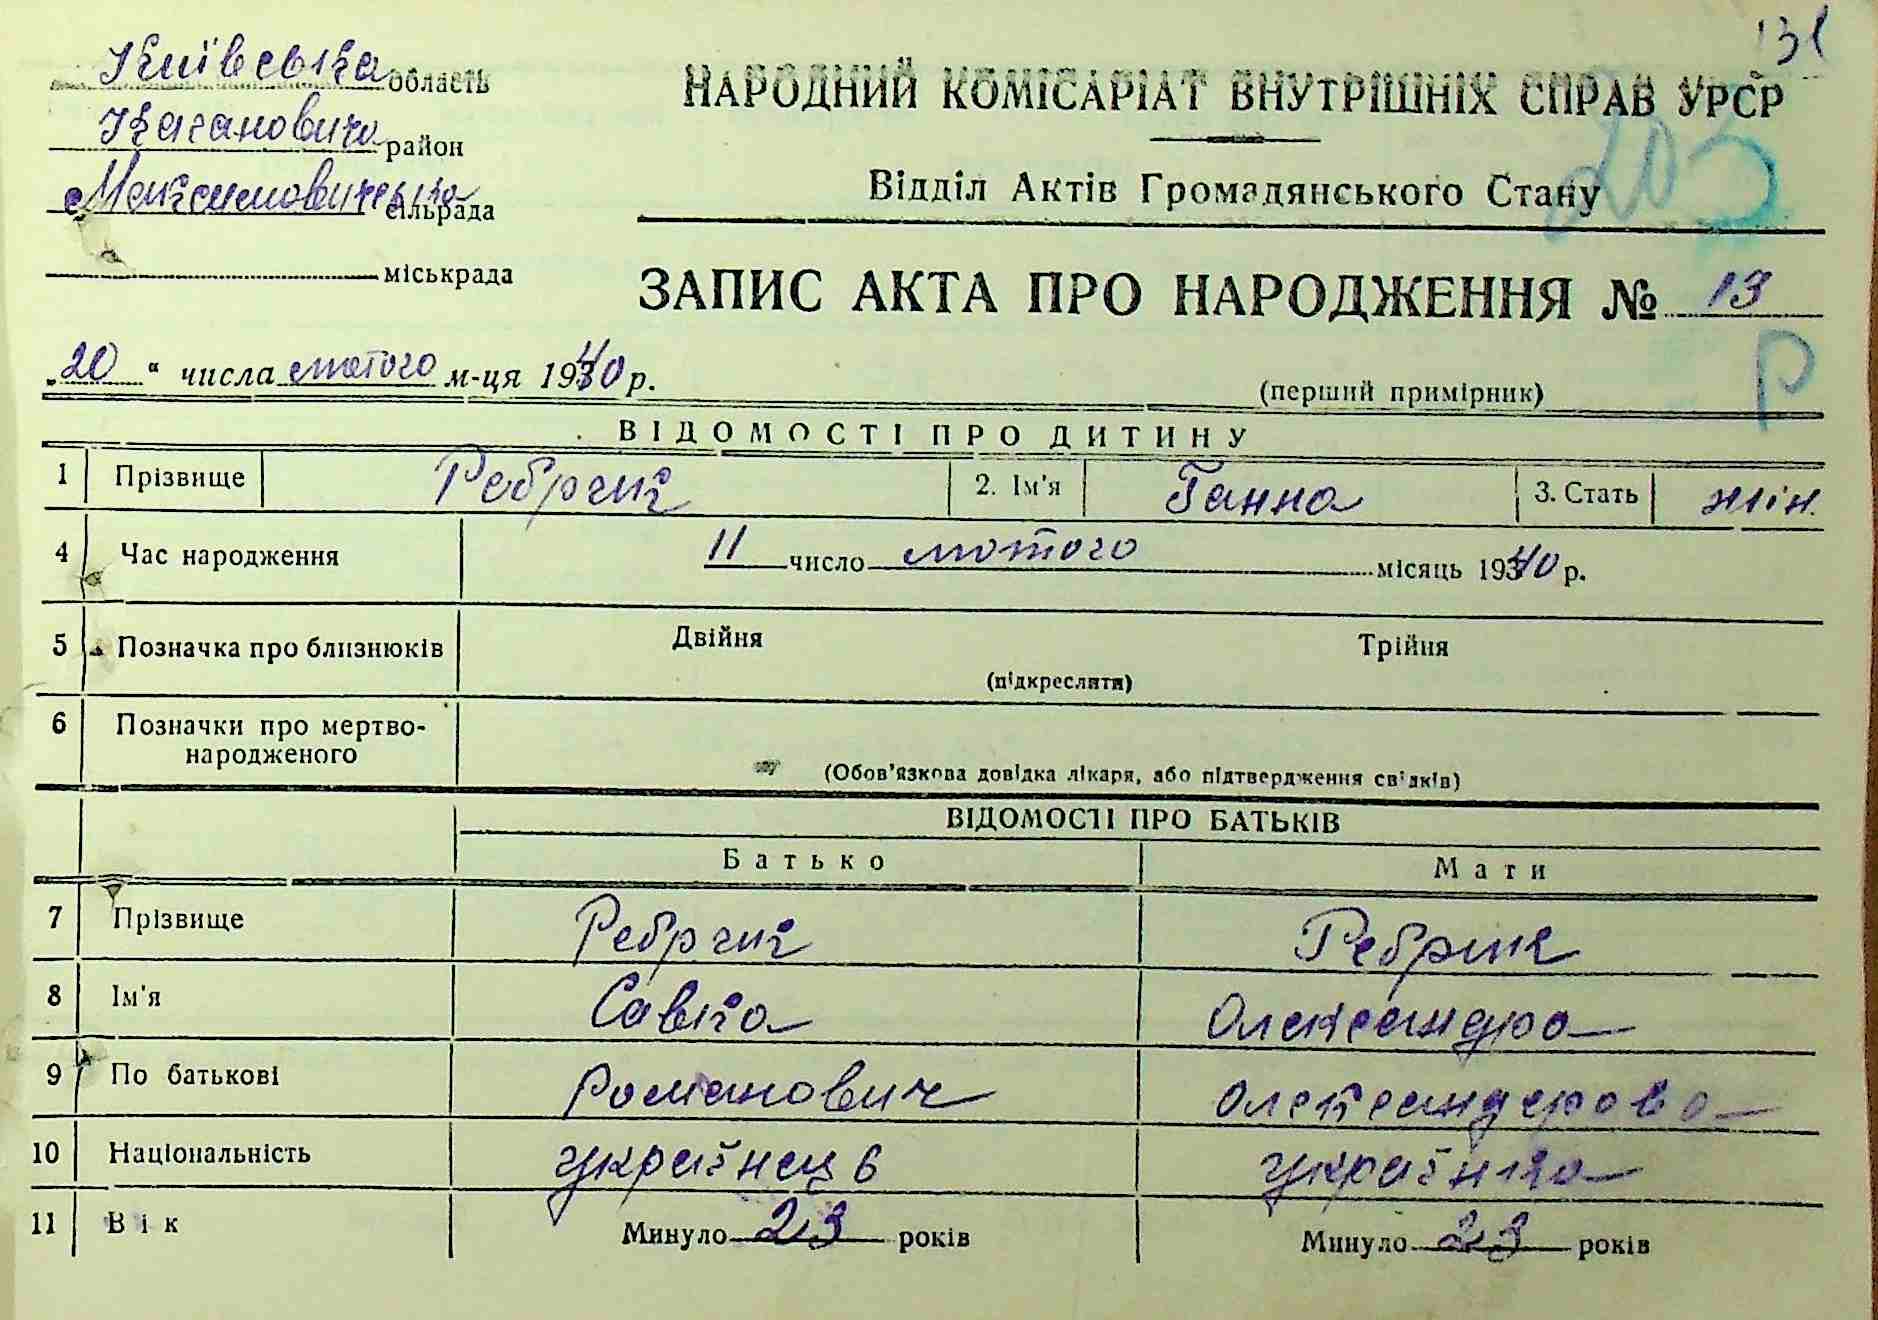 131
Київська область
Каганович район
Максимовичська сільрада
міськрада
НАРОДНИЙ КОМІСАРІАТ ВНУТРІШНІХ СПРАВ УРСР
203
Відділ Актів Громадянського Стану
ЗАПИС АКТА ПРО НАРОДЖЕННЯ № 13
„20“ числа лютого м-ця 1940 р.
(перший примірник)
Р
ВІДОМОСТІ ПРО ДИТИНУ
1 Прізвище Ребрик 2. Ім'я Ганна 3. Стать жін.
4 Час народження 11 число лютого місяць 1940 р.
5 Позначка про близнюків Двійня Трійня
(підкреслити)
6 Позначки про мертво-
народженого
(Обов'язкова довідка лікаря, або підтвердження свідків)
ВІДОМОСТІ ПРО БАТЬКІВ
Батько Мати
7 Прізвище Ребрик Ребрик
8 Ім'я Савка Олександра
9 По батькові Романович Олександерова
10 Національність українець українка
11 Вік Минуло 23 років Минуло 23 років